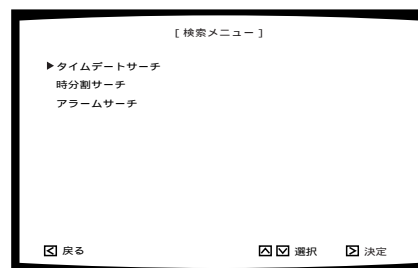 [ 検索メニュー ]
▶タイムデートサーチ
時分割サーチ
アラームサーチ
< 戻る ∧ ∨ 選択 > 決定